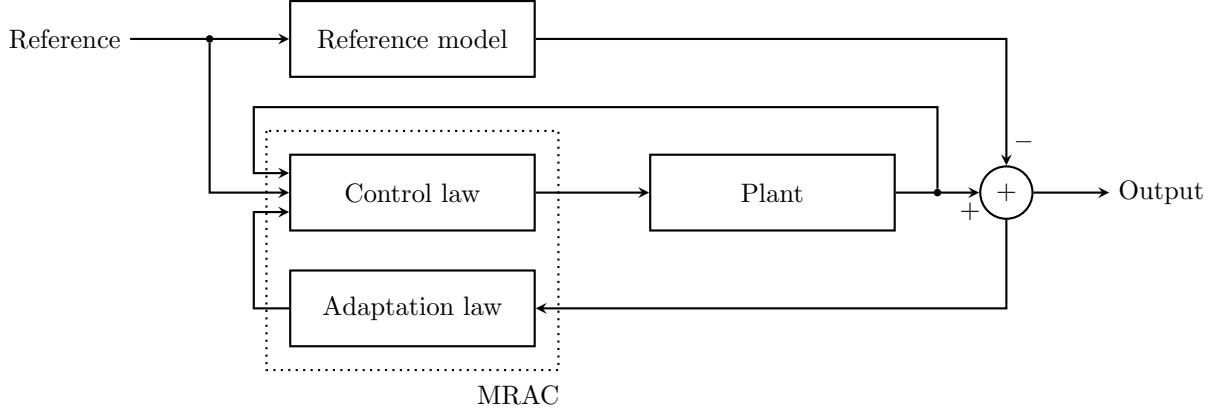 Reference
Reference model
−
Control law
Plant
+
Output
+
Adaptation law
MRAC